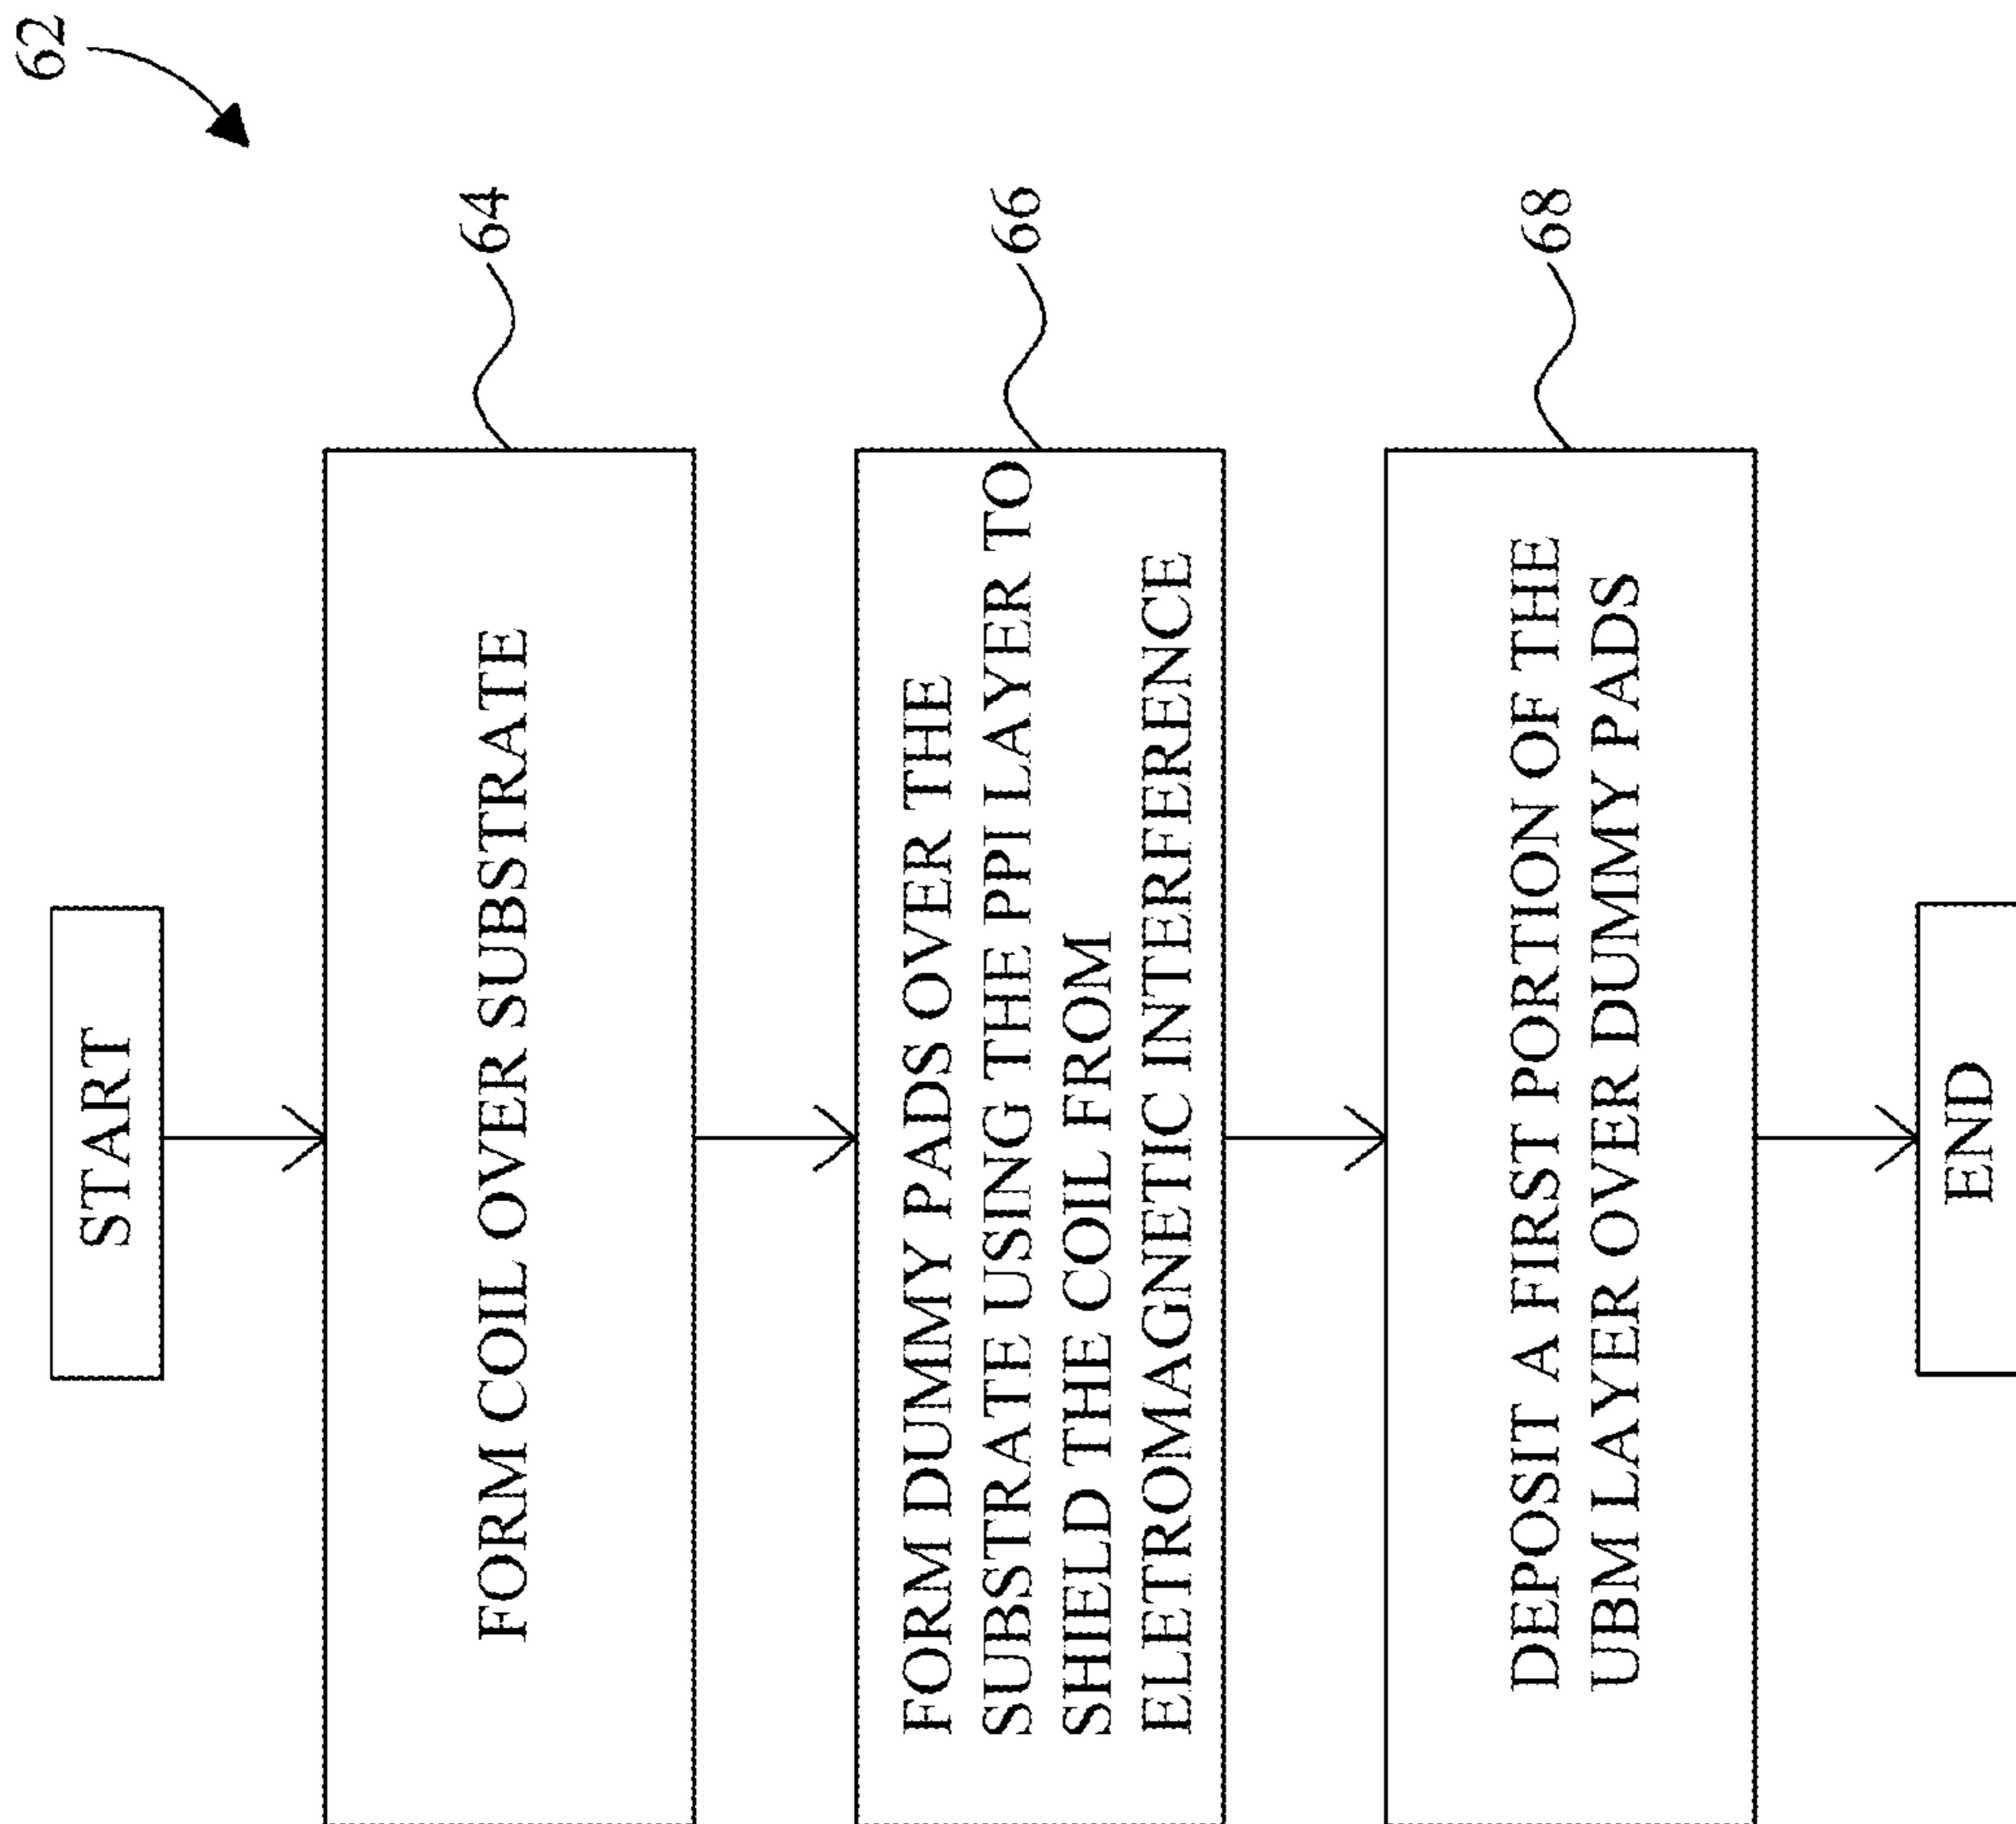 62
START
FORM COIL OVER SUBSTRATE
64
FORM DUMMY PADS OVER THE
SUBSTRATE USING THE PPI LAYER TO
SHIELD THE COIL FROM
ELETROMAGNETIC INTERFERENCE
66
DEPOSIT A FIRST PORTION OF THE
UBM LAYER OVER DUMMY PADS
68
END